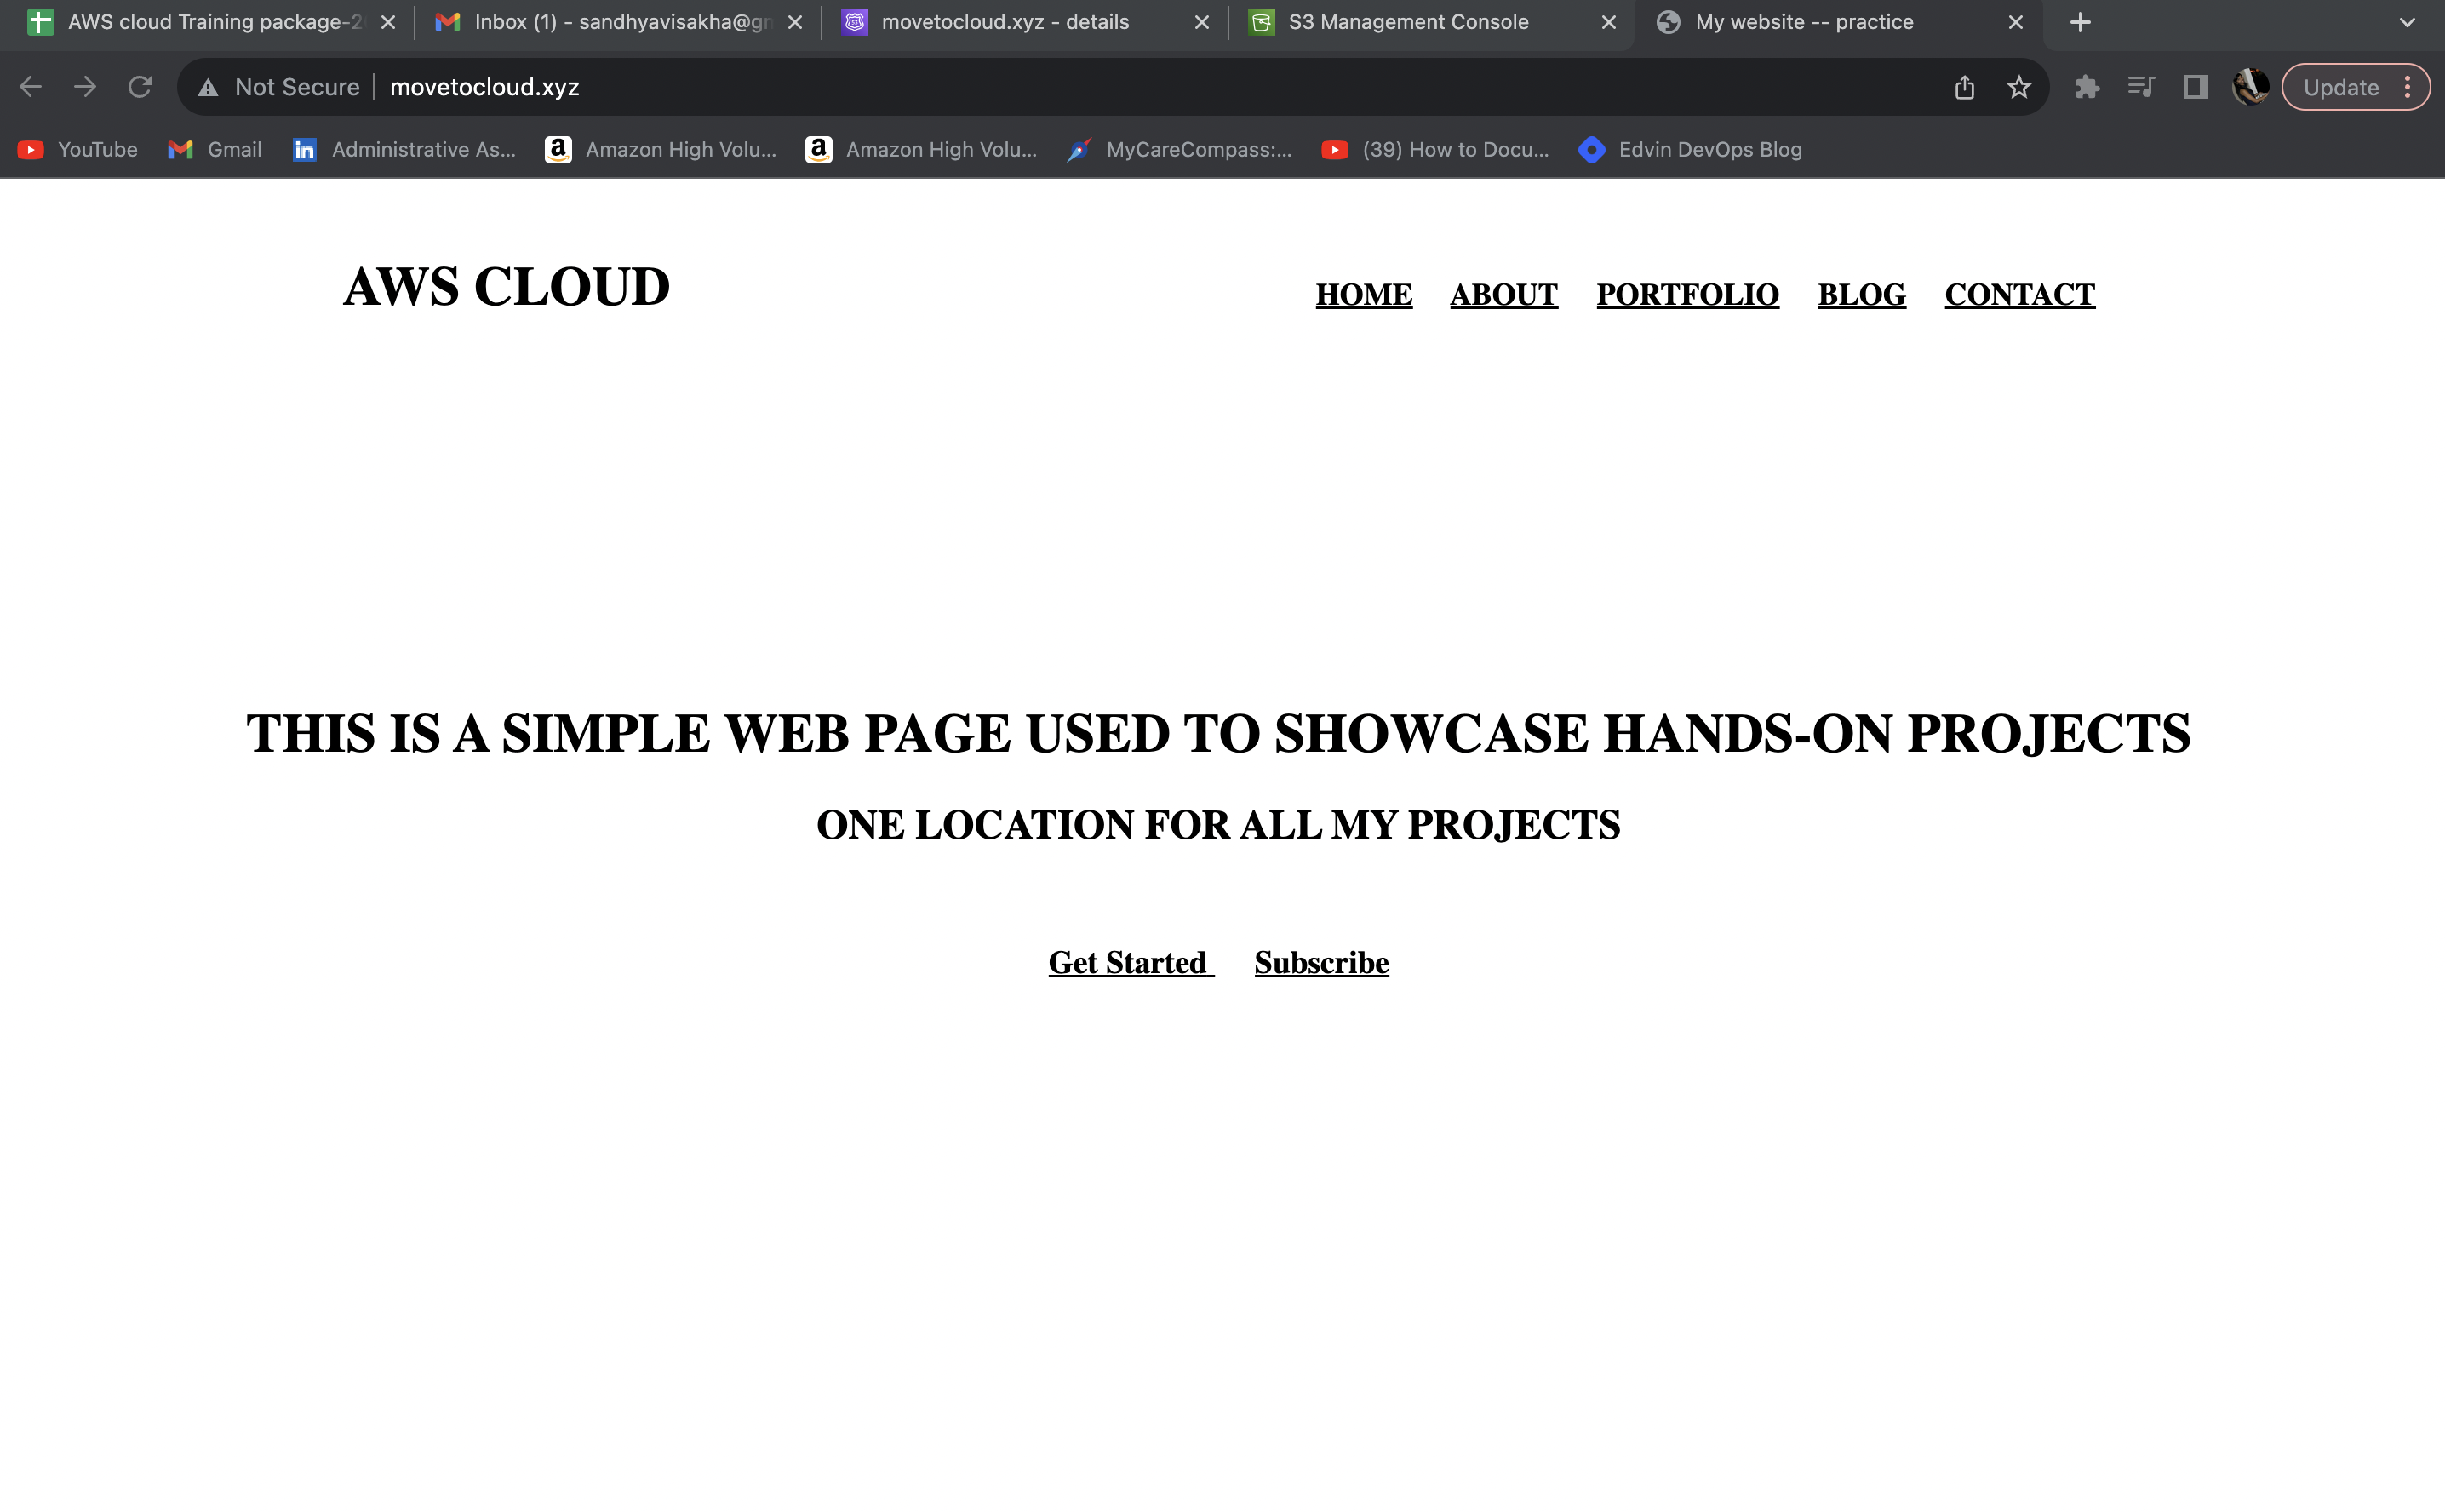 AWS cloud Training package-2
Inbox (1) - sandhyavisakha@gm
movetocloud.xyz - details
S3 Management Console
My website -- practice
Not Secure
movetocloud.xyz
Update
YouTube
Gmail
Administrative As...
Amazon High Volu...
Amazon High Volu...
MyCareCompass:...
(39) How to Docu...
Edvin DevOps Blog
AWS CLOUD
HOME ABOUT PORTFOLIO BLOG CONTACT
THIS IS A SIMPLE WEB PAGE USED TO SHOWCASE HANDS-ON PROJECTS
ONE LOCATION FOR ALL MY PROJECTS
Get Started Subscribe